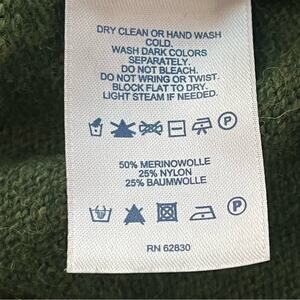 DRY CLEAN OR HAND WASH
COLD.
WASH DARK COLORS
SEPARATELY.
DO NOT BLEACH.
DO NOT WRING OR TWIST.
BLOCK FLAT TO DRY.
LIGHT STEAM IF NEEDED.
P
50% MERINOWOLLE
25% NYLON
25% BAUMWOLLE
P
RN 62830